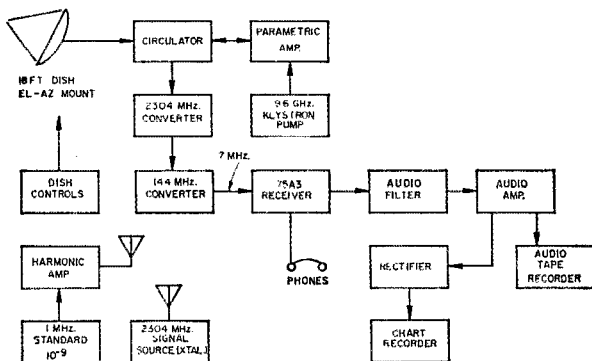 CIRCULATOR
PARAMETRIC
AMP.
18 FT DISH
EL-AZ MOUNT
2304 MHz.
CONVERTER
9.6 GHz.
KLYSTRON
PUMP
7 MHz.
DISH
CONTROLS
144 MHz.
CONVERTER
75A3
RECEIVER
AUDIO
FILTER
AUDIO
AMP.
HARMONIC
AMP
PHONES
RECTIFIER
AUDIO
TAPE
RECORDER
1 MHz.
STANDARD
10-9
2304 MHz.
SIGNAL
SOURCE (XTAL)
CHART
RECORDER